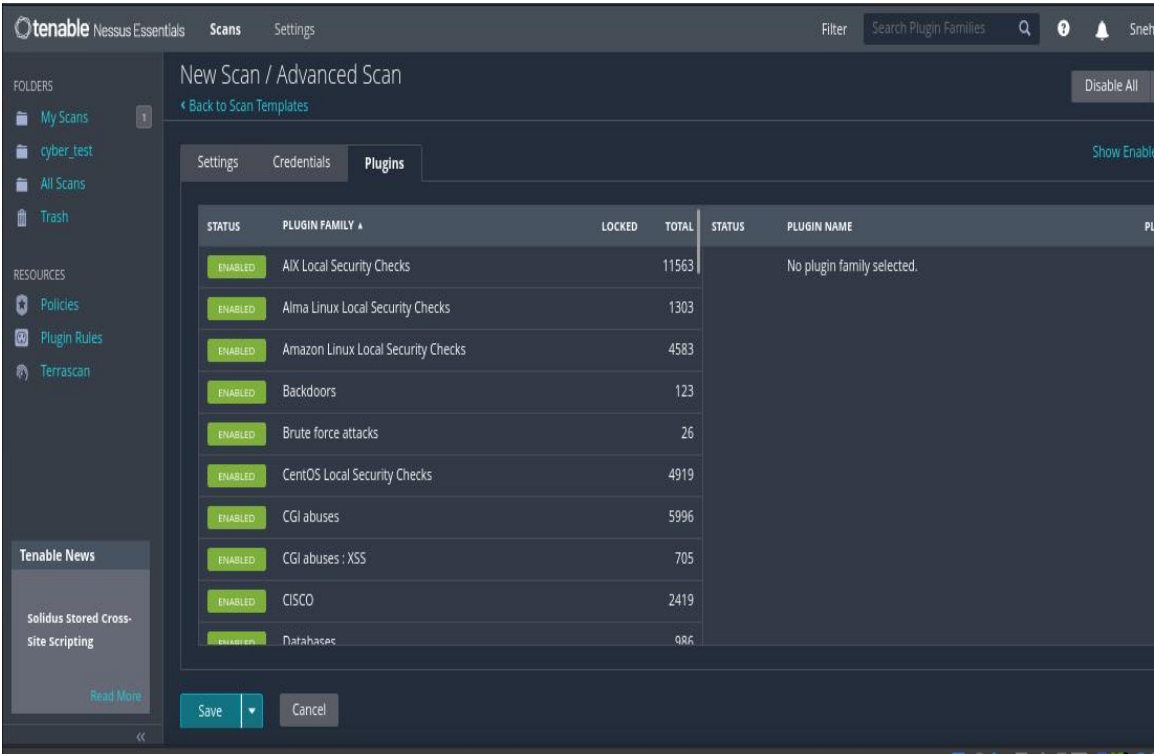 tenable Nessus Essentials Scans Settings Filter Search Plugin Families ? Sneh
FOLDERS
My Scans 1
cyber_test
All Scans
Trash
RESOURCES
Policies
Plugin Rules
Terrascan
Tenable News
Solidus Stored Cross-
Site Scripting
Read More
«
New Scan / Advanced Scan
Disable All
‹ Back to Scan Templates
Settings Credentials Plugins
Show Enable
STATUS PLUGIN FAMILY ▲ LOCKED TOTAL STATUS PLUGIN NAME PL
ENABLED AIX Local Security Checks 11563 No plugin family selected.
ENABLED Alma Linux Local Security Checks 1303
ENABLED Amazon Linux Local Security Checks 4583
ENABLED Backdoors 123
ENABLED Brute force attacks 26
ENABLED CentOS Local Security Checks 4919
ENABLED CGI abuses 5996
ENABLED CGI abuses : XSS 705
ENABLED CISCO 2419
ENABLED Databases 986
Save Cancel